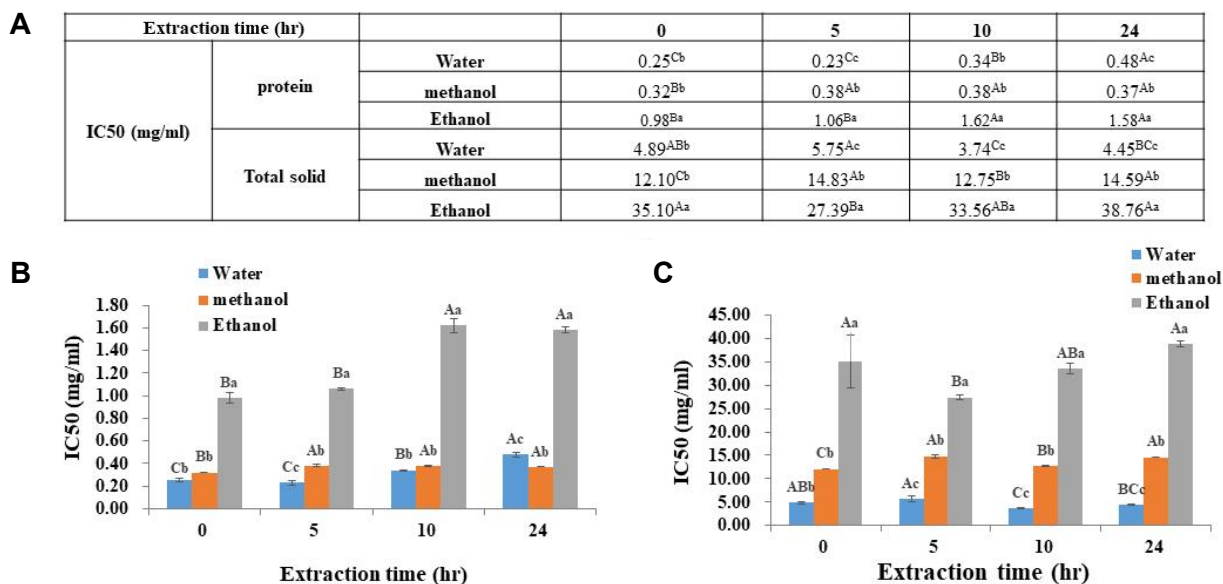 A
Extraction time (hr) 0 5 10 24
IC50 (mg/ml)
protein
Water 0.25Cb 0.23Cc 0.34Bb 0.48Ac
methanol 0.32Bb 0.38Ab 0.38Ab 0.37Ab
Ethanol 0.98Ba 1.06Ba 1.62Aa 1.58Aa
Total solid
Water 4.89ABb 5.75Ac 3.74Cc 4.45BCc
methanol 12.10Cb 14.83Ab 12.75Bb 14.59Ab
Ethanol 35.10Aa 27.39Ba 33.56ABa 38.76Aa
B
Water
methanol
Ethanol
IC50 (mg/ml)
1.80
1.60
1.40
1.20
1.00
0.80
0.60
0.40
0.20
0.00
Cb Bb Ba
Cc Ab Ba
Bb Ab Aa
Ac Ab Aa
0 5 10 24
Extraction time (hr)
C
Water
methanol
Ethanol
IC50 (mg/ml)
45.00
40.00
35.00
30.00
25.00
20.00
15.00
10.00
5.00
0.00
ABb Cb Aa
Ac Ab Ba
Cc Bb ABa
BCc Ab Aa
0 5 10 24
Extraction time (hr)